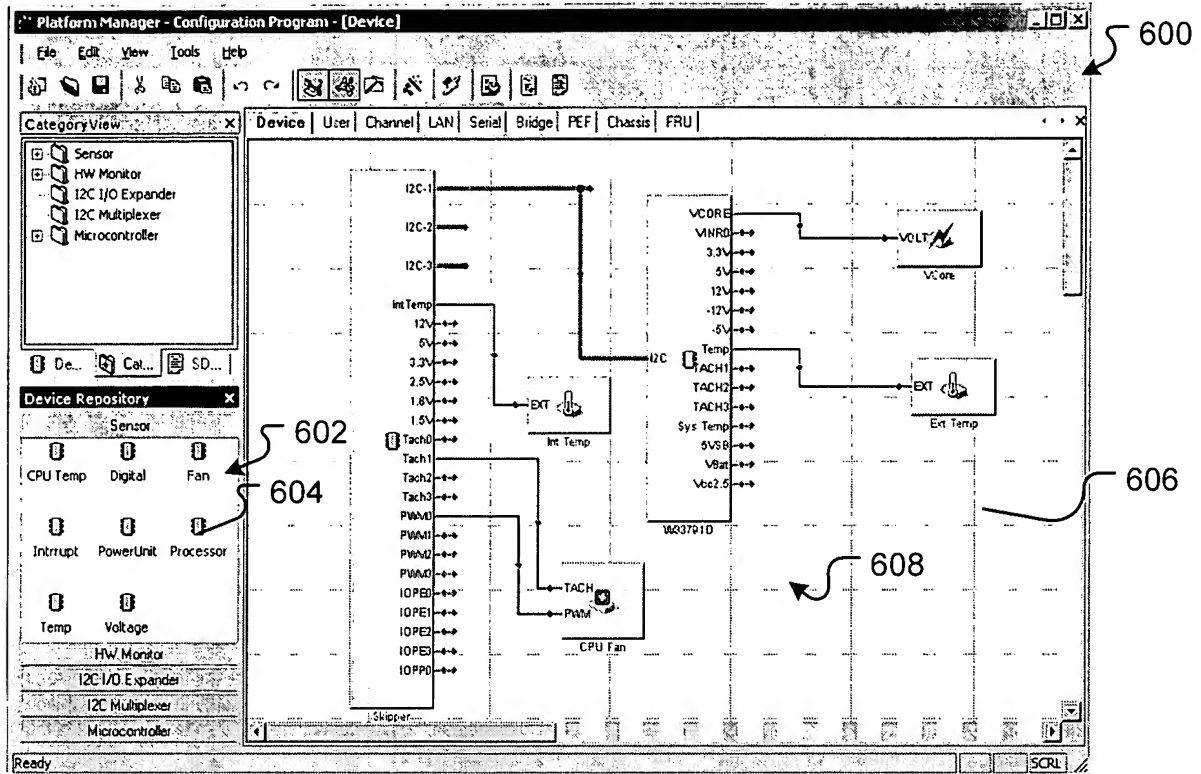 Platform Manager - Configuration Program - [Device]
600
File Edit View Tools Help
CategoryView
Device User Channel LAN Serial Bridge PEF Chassis FRU
Sensor
HW Monitor
I2C I/O Expander
I2C Multiplexer
Microcontroller
De... Cat... SD...
Device Repository
Sensor
602
CPU Temp Digital Fan
604
Intrrupt PowerUnit Processor
Temp Voltage
HW Monitor
I2C I/O Expander
I2C Multiplexer
Microcontroller
I2C-1
I2C-2
I2C-3
Int Temp
12V
5V
3.3V
2.5V
1.8V
1.5V
Tach0
Tach1
Tach2
Tach3
PWM0
PWM1
PWM2
PWM3
IOPE0
IOPE1
IOPE2
IOPE3
IOPP0
Skipper
EXT
Int Temp
TACH
PWM
CPU Fan
VCORE
VINR0
3.3V
5V
12V
-12V
-5V
Temp
I2C
TACH1
TACH2
TACH3
Sys Temp
5VSB
VBat
Vcc2.5
W83791D
VOLT
VCore
EXT
Ext Temp
606
608
Ready
SCRL